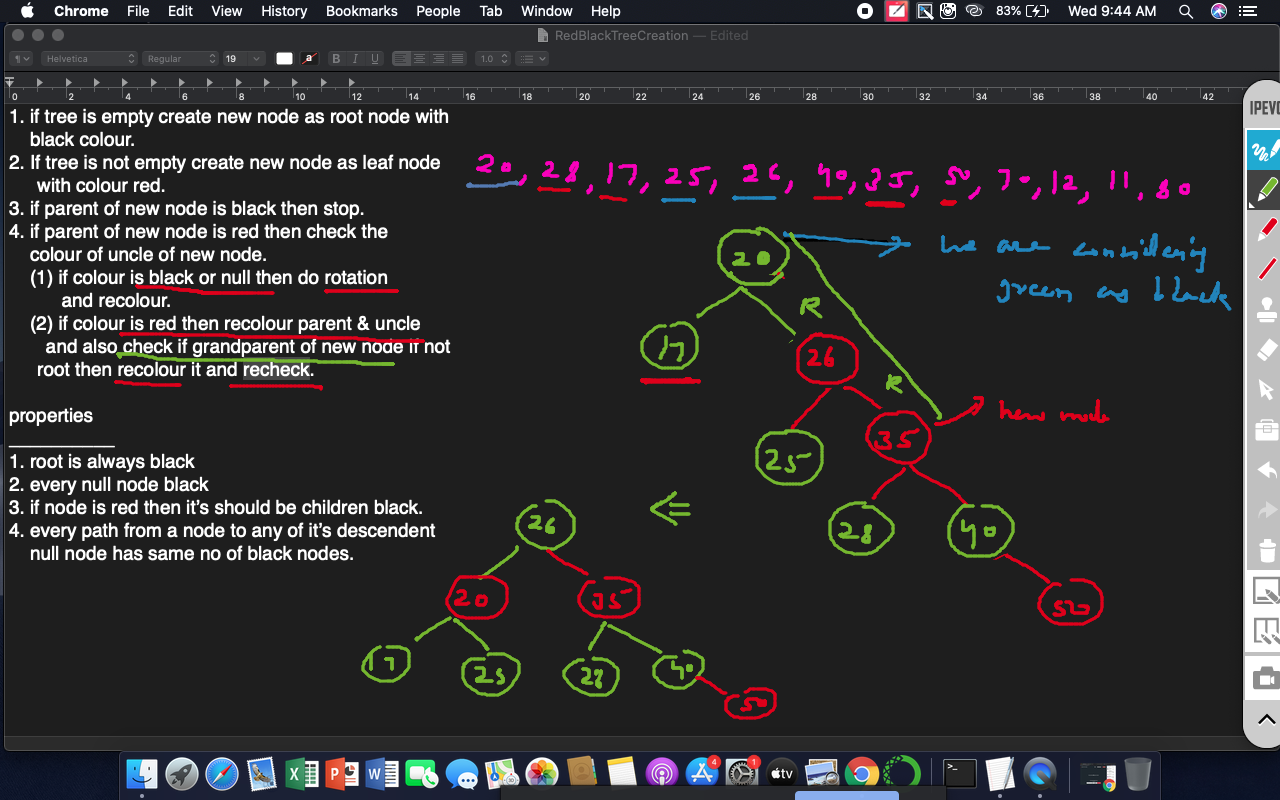 Chrome File Edit View History Bookmarks People Tab Window Help 83% Wed 9:44 AM
RedBlackTreeCreation — Edited
Helvetica Regular 19 a B I U 1.0
0 2 4 6 8 10 12 14 16 18 20 22 24 26 28 30 32 34 36 38 40 42
IPEVO
1. if tree is empty create new node as root node with
black colour.
2. If tree is not empty create new node as leaf node
with colour red.
3. if parent of new node is black then stop.
4. if parent of new node is red then check the
colour of uncle of new node.
(1) if colour is black or null then do rotation
and recolour.
(2) if colour is red then recolour parent & uncle
and also check if grandparent of new node if not
root then recolour it and recheck.
properties
1. root is always black
2. every null node black
3. if node is red then it's should be children black.
4. every path from a node to any of it's descendent
null node has same no of black nodes.
20, 28, 17, 25, 26, 40, 35, 50, 70, 12, 11, 80
20
we are considering
green as black
R
17
26
R
35
new node
25
28
40
50
26
20
35
17
25
28
40
50
4
1
tv